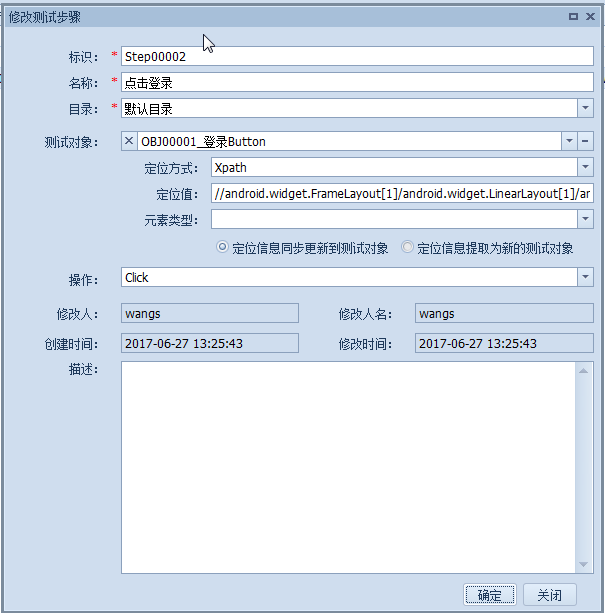 修改测试步骤
标识： * Step00002
名称： * 点击登录
目录： * 默认目录
测试对象： OBJ00001_登录Button
定位方式： Xpath
定位值： //android.widget.FrameLayout[1]/android.widget.LinearLayout[1]/ar
元素类型：
定位信息同步更新到测试对象 定位信息提取为新的测试对象
操作： Click
修改人： wangs 修改人名： wangs
创建时间： 2017-06-27 13:25:43 修改时间： 2017-06-27 13:25:43
描述：
确定 关闭